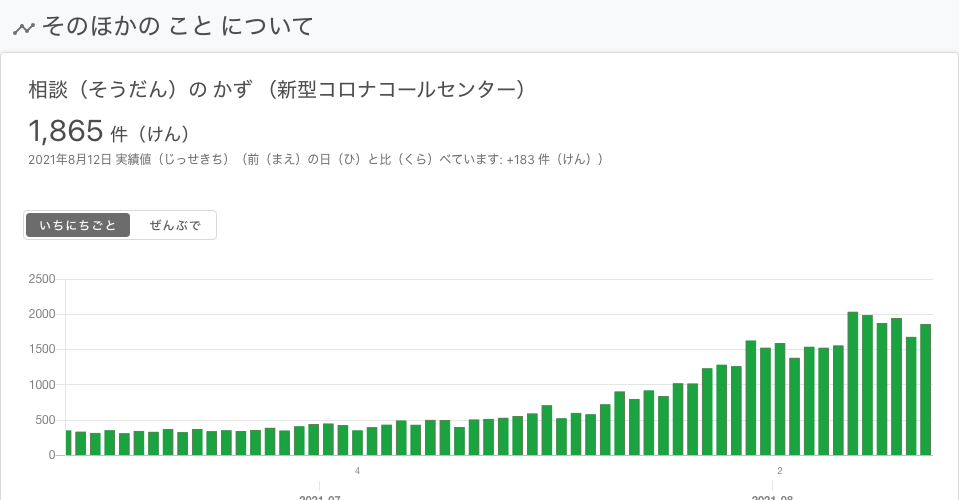 そのほかの こと について
相談（そうだん）の かず （新型コロナコールセンター）
1,865 件（けん）
2021年8月12日 実績値（じっせきち）（前（まえ）の日（ひ）と比（くら）べています: +183 件（けん））
いちにちごと ぜんぶで
2500
2000
1500
1000
500
0
4 2
2021-07 2021-08